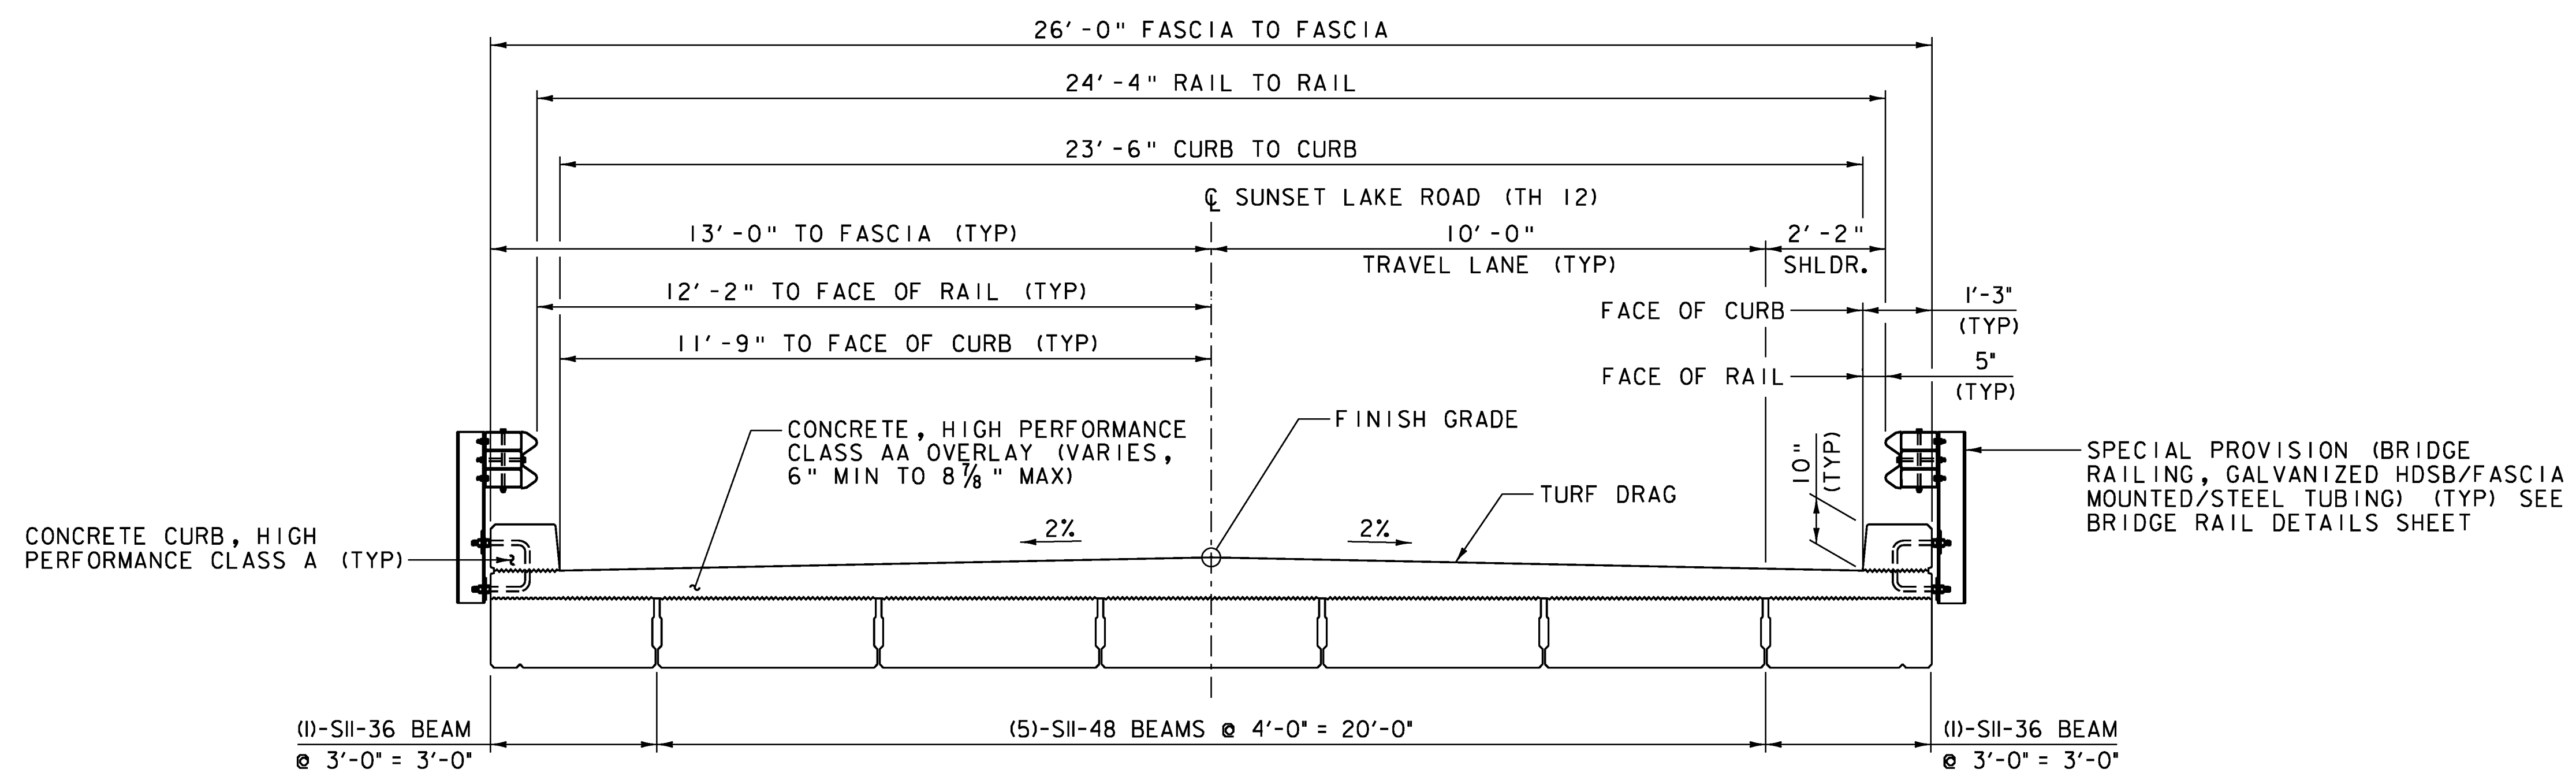 26'-0" FASCIA TO FASCIA
24'-4" RAIL TO RAIL
23'-6" CURB TO CURB
℄ SUNSET LAKE ROAD (TH 12)
13'-0" TO FASCIA (TYP)
10'-0"
TRAVEL LANE (TYP)
2'-2"
SHLDR.
12'-2" TO FACE OF RAIL (TYP)
FACE OF CURB
1'-3"
(TYP)
11'-9" TO FACE OF CURB (TYP)
FACE OF RAIL
5"
(TYP)
CONCRETE, HIGH PERFORMANCE
CLASS AA OVERLAY (VARIES,
6" MIN TO 8⅞" MAX)
FINISH GRADE
10"
(TYP)
SPECIAL PROVISION (BRIDGE
RAILING, GALVANIZED HDSB/FASCIA
MOUNTED/STEEL TUBING) (TYP) SEE
BRIDGE RAIL DETAILS SHEET
TURF DRAG
CONCRETE CURB, HIGH
PERFORMANCE CLASS A (TYP)
2%
2%
(1)-SII-36 BEAM
@ 3'-0" = 3'-0"
(5)-SII-48 BEAMS @ 4'-0" = 20'-0"
(1)-SII-36 BEAM
@ 3'-0" = 3'-0"